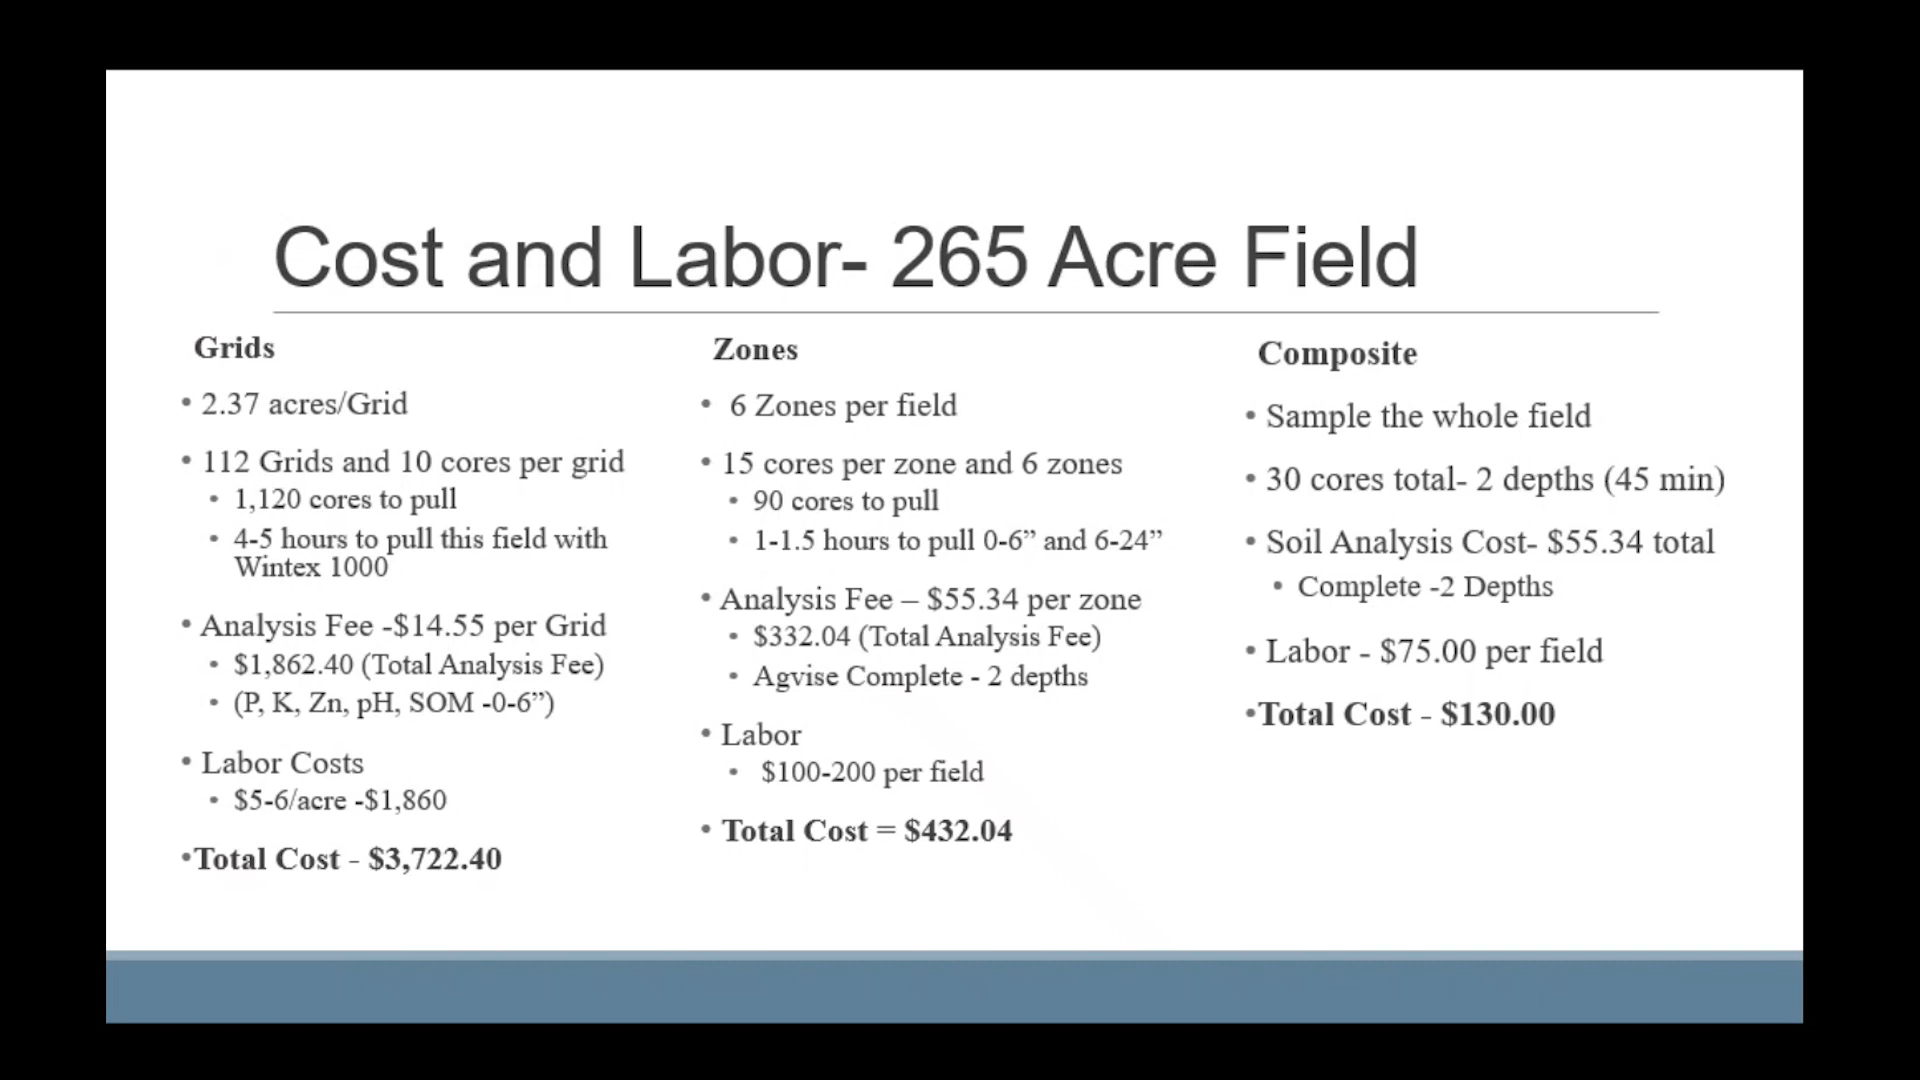 Cost and Labor- 265 Acre Field
Grids
• 2.37 acres/Grid
• 112 Grids and 10 cores per grid
• 1,120 cores to pull
• 4-5 hours to pull this field with
Wintex 1000
• Analysis Fee -$14.55 per Grid
• $1,862.40 (Total Analysis Fee)
• (P, K, Zn, pH, SOM -0-6”)
• Labor Costs
• $5-6/acre -$1,860
•Total Cost - $3,722.40
Zones
• 6 Zones per field
• 15 cores per zone and 6 zones
• 90 cores to pull
• 1-1.5 hours to pull 0-6” and 6-24”
• Analysis Fee – $55.34 per zone
• $332.04 (Total Analysis Fee)
• Agvise Complete - 2 depths
• Labor
• $100-200 per field
• Total Cost = $432.04
Composite
• Sample the whole field
• 30 cores total- 2 depths (45 min)
• Soil Analysis Cost- $55.34 total
• Complete -2 Depths
• Labor - $75.00 per field
•Total Cost - $130.00